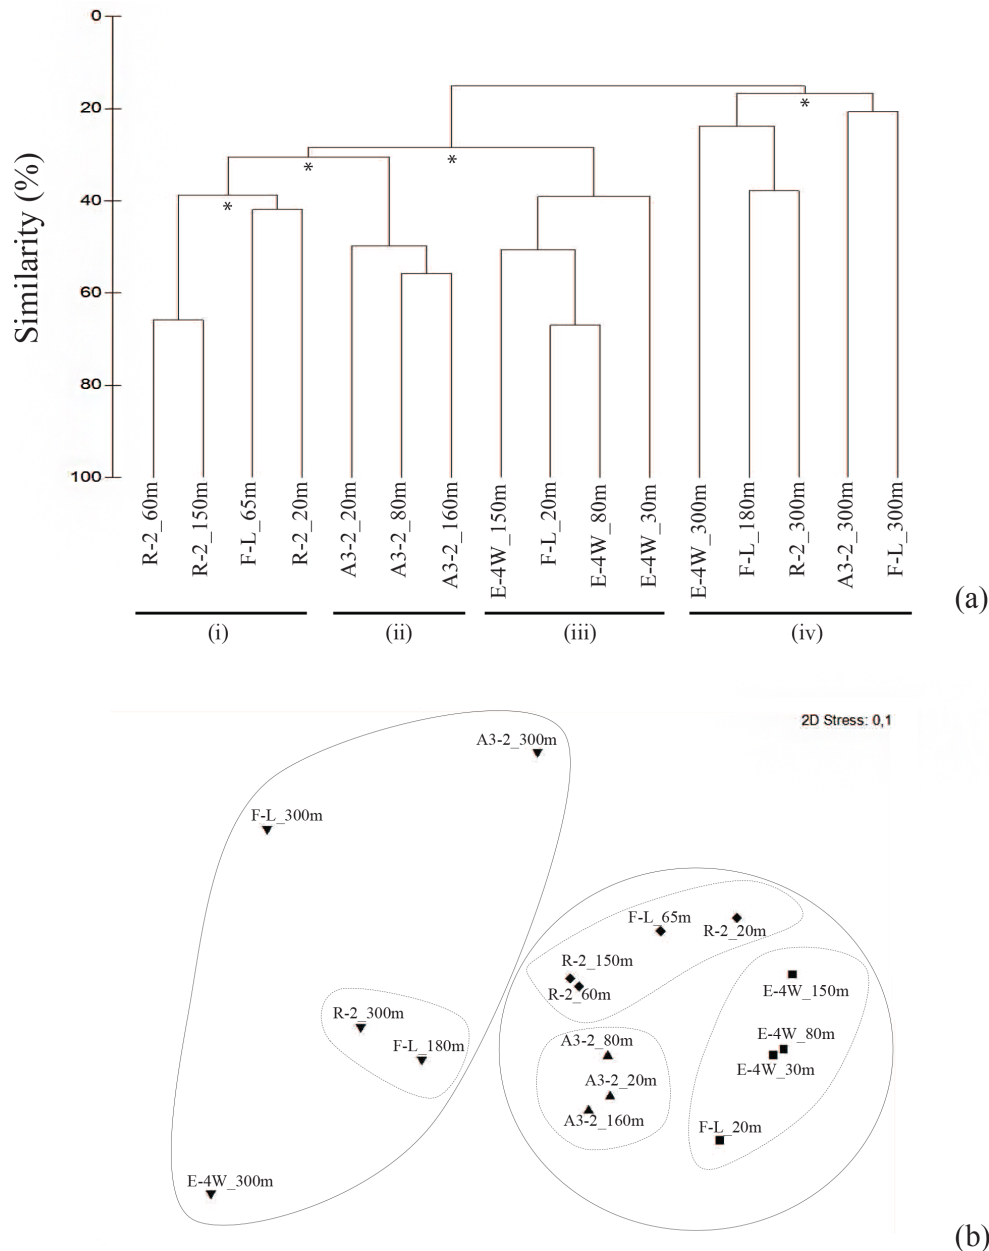 0
20
40
60
80
100
Similarity (%)
*
*
*
*
R-2_60m
R-2_150m
F-L_65m
R-2_20m
A3-2_20m
A3-2_80m
A3-2_160m
E-4W_150m
F-L_20m
E-4W_80m
E-4W_30m
E-4W_300m
F-L_180m
R-2_300m
A3-2_300m
F-L_300m
(i)
(ii)
(iii)
(iv)
(a)
2D Stress: 0,1
A3-2_300m
F-L_300m
F-L_65m
R-2_20m
R-2_150m
R-2_60m
E-4W_150m
R-2_300m
F-L_180m
A3-2_80m
E-4W_80m
E-4W_30m
A3-2_20m
A3-2_160m
F-L_20m
E-4W_300m
(b)